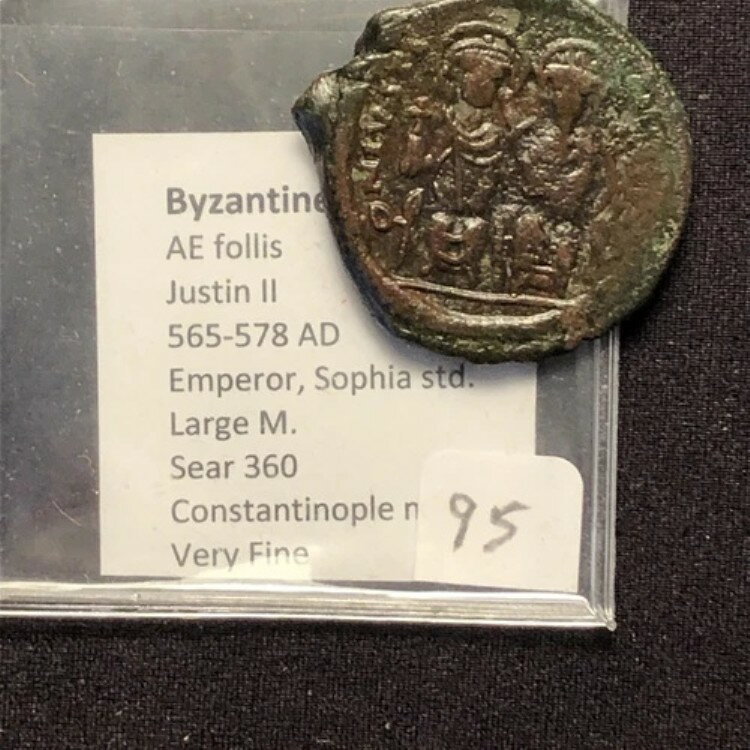 Byzantine
AE follis
Justin II
565-578 AD
Emperor, Sophia std.
Large M.
Sear 360
Constantinople
Very Fine
95